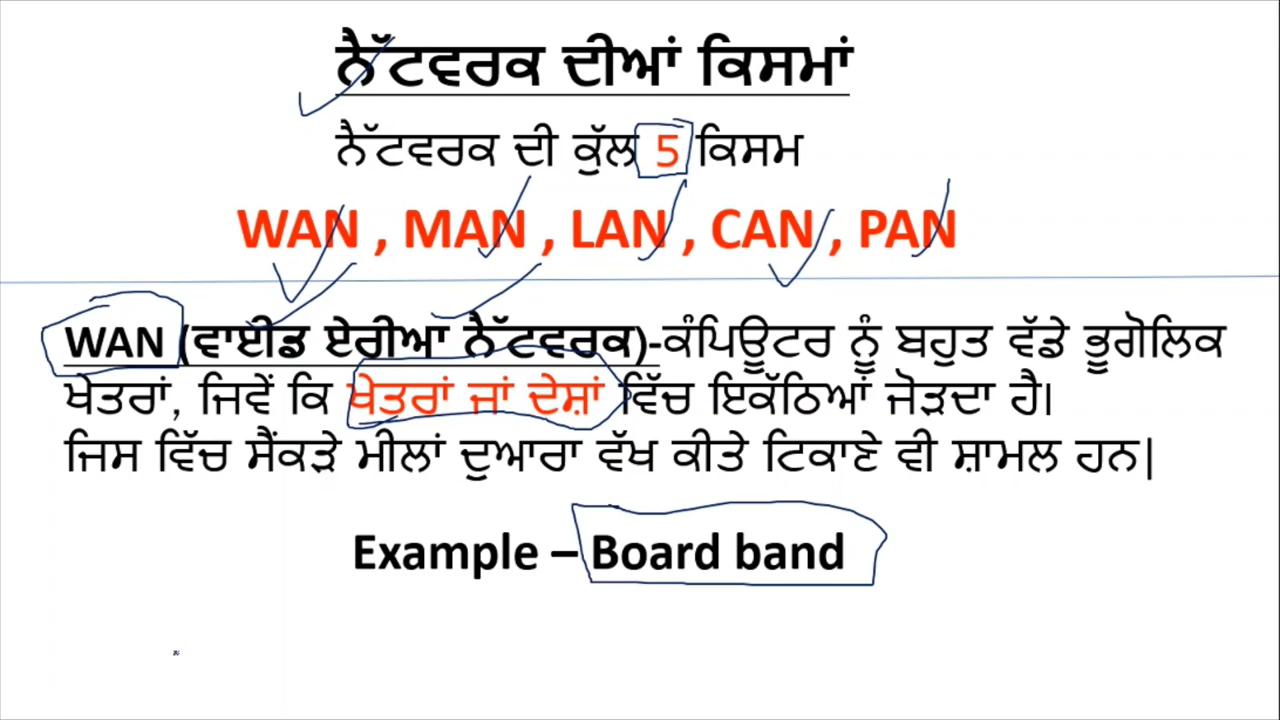 ਨੈੱਟਵਰਕ ਦੀਆਂ ਕਿਸਮਾਂ
ਨੈੱਟਵਰਕ ਦੀ ਕੁੱਲ 5 ਕਿਸਮ
WAN , MAN , LAN , CAN , PAN
WAN (ਵਾਈਡ ਏਰੀਆ ਨੈੱਟਵਰਕ)-ਕੰਪਿਊਟਰ ਨੂੰ ਬਹੁਤ ਵੱਡੇ ਭੂਗੋਲਿਕ
ਖੇਤਰਾਂ, ਜਿਵੇਂ ਕਿ ਖੇਤਰਾਂ ਜਾਂ ਦੇਸ਼ਾਂ ਵਿੱਚ ਇਕੱਠਿਆਂ ਜੋੜਦਾ ਹੈ।
ਜਿਸ ਵਿੱਚ ਸੈਂਕੜੇ ਮੀਲਾਂ ਦੁਆਰਾ ਵੱਖ ਕੀਤੇ ਟਿਕਾਣੇ ਵੀ ਸ਼ਾਮਲ ਹਨ|
Example – Board band